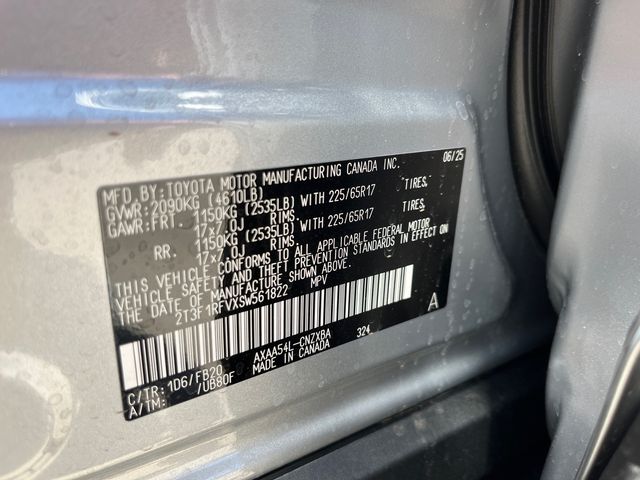 MFD.BY:TOYOTA MOTOR MANUFACTURING CANADA INC. 06/25
GVWR:2090KG (4610LB)
GAWR:FRT. 1150KG (2535LB) WITH 225/65R17 TIRES,
17x7.0J RIMS.
RR. 1150KG (2535LB) WITH 225/65R17 TIRES,
17x7.0J RIMS.
THIS VEHICLE CONFORMS TO ALL APPLICABLE FEDERAL MOTOR
VEHICLE SAFETY AND THEFT PREVENTION STANDARDS IN EFFECT ON
THE DATE OF MANUFACTURE SHOWN ABOVE.
2T3F1RFVXSW561822 MPV
A
C/TR: 1D6/FB20 AXAA54L-CNZXBA 324
A/TM: /UB80F MADE IN CANADA